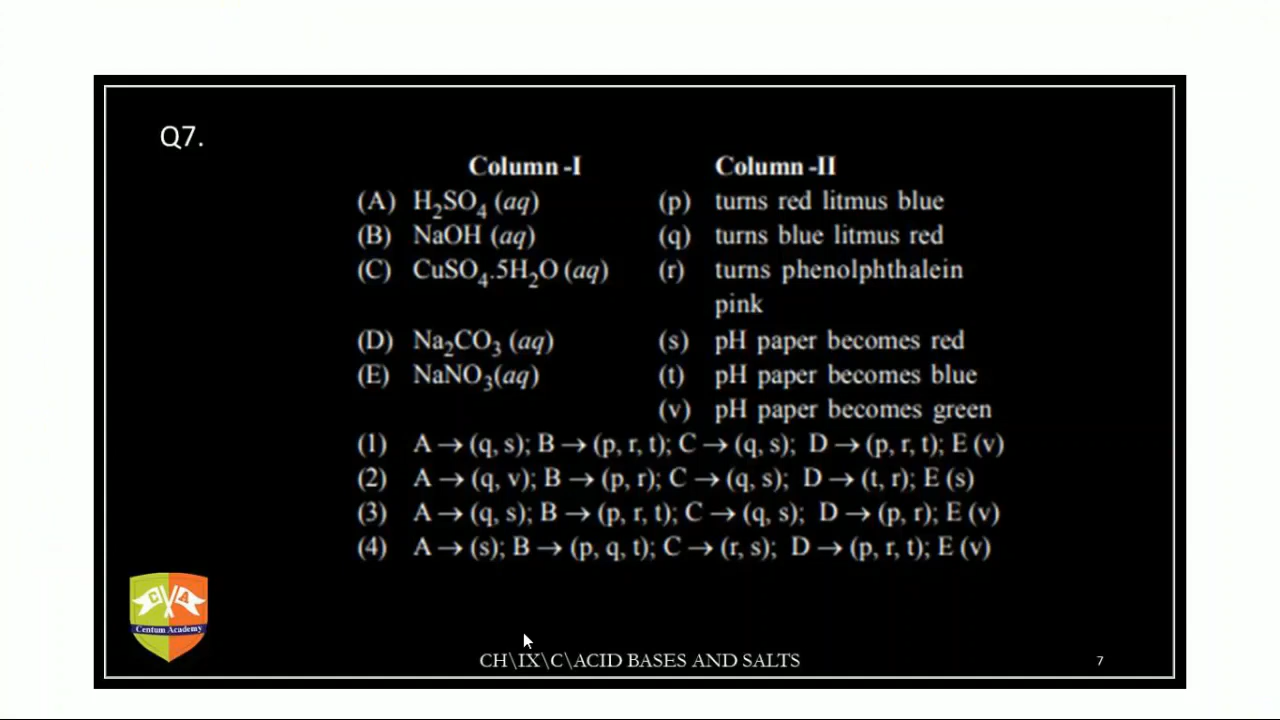 Q7.
Column -I Column -II
(A) H₂SO₄ (aq) (p) turns red litmus blue
(B) NaOH (aq) (q) turns blue litmus red
(C) CuSO₄.5H₂O (aq) (r) turns phenolphthalein
pink
(D) Na₂CO₃ (aq) (s) pH paper becomes red
(E) NaNO₃(aq) (t) pH paper becomes blue
(v) pH paper becomes green
(1) A → (q, s); B → (p, r, t); C → (q, s); D → (p, r, t); E (v)
(2) A → (q, v); B → (p, r); C → (q, s); D → (t, r); E (s)
(3) A → (q, s); B → (p, r, t); C → (q, s); D → (p, r); E (v)
(4) A → (s); B → (p, q, t); C → (r, s); D → (p, r, t); E (v)
C A
Centum Academy
CH\IX\C\ACID BASES AND SALTS 7